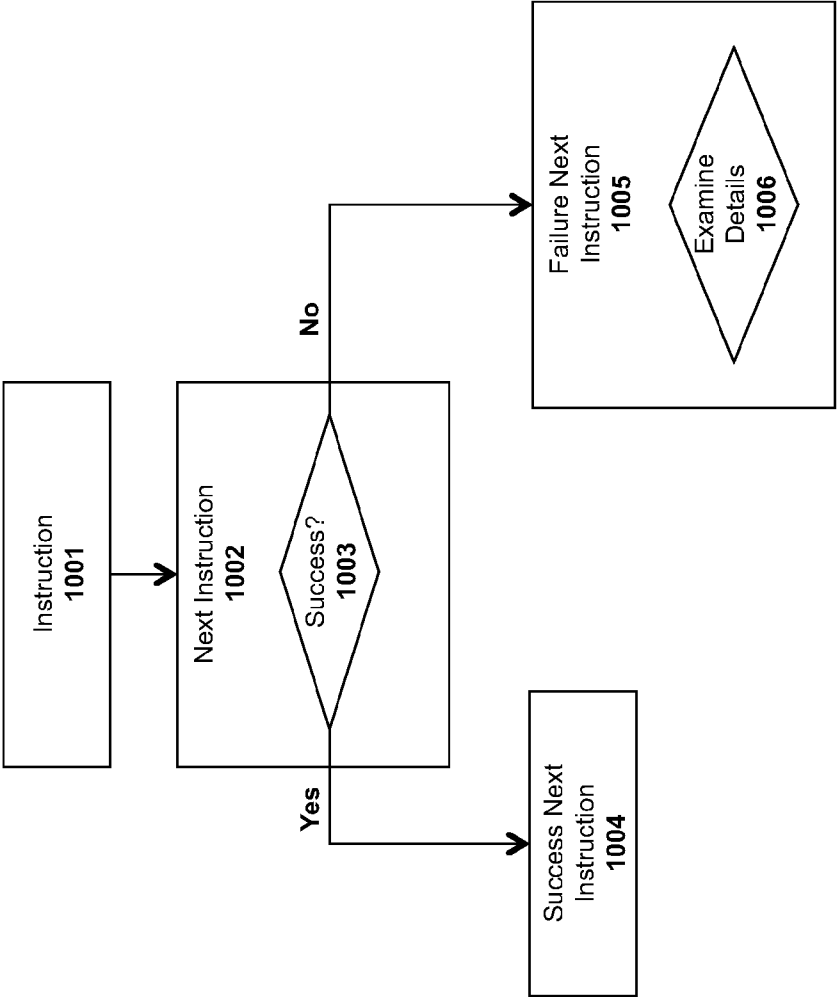 Instruction
1001
Next Instruction
1002
Success?
1003
Yes
No
Success Next
Instruction
1004
Failure Next
Instruction
1005
Examine
Details
1006